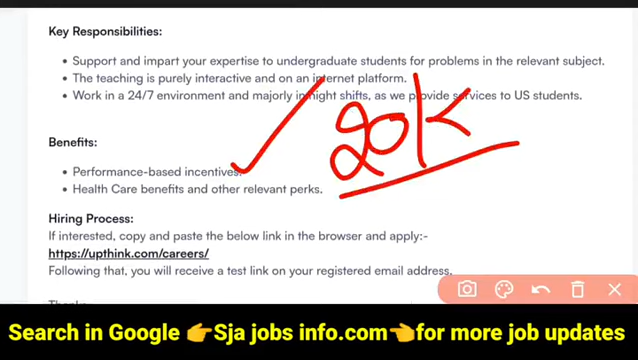 Key Responsibilities:
Support and impart your expertise to undergraduate students for problems in the relevant subject.
The teaching is purely interactive and on an internet platform.
Work in a 24/7 environment and majorly in night shifts, as we provide services to US students.
20K
Benefits:
Performance-based incentives.
Health Care benefits and other relevant perks.
Hiring Process:
If interested, copy and paste the below link in the browser and apply:-
https://upthink.com/careers/
Following that, you will receive a test link on your registered email address.
Search in Google 👉Sja jobs info.com👈for more job updates